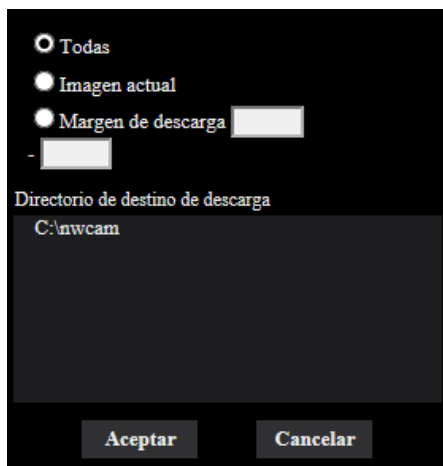 Todas
Imagen actual
Margen de descarga
-
Directorio de destino de descarga
C:\nwcam
Aceptar Cancelar